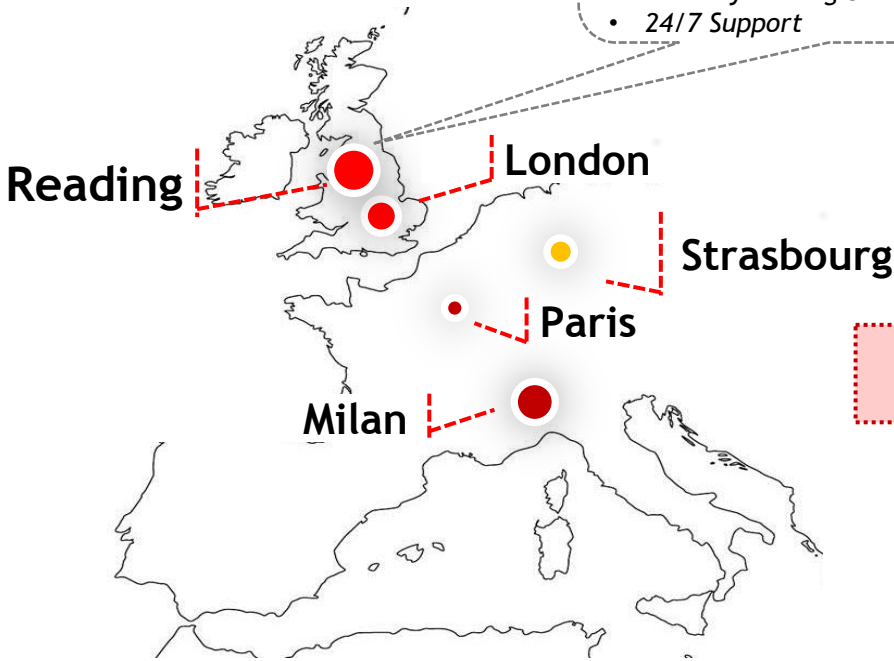 • 24/7 Support
London
Reading
Strasbourg
Paris
Milan